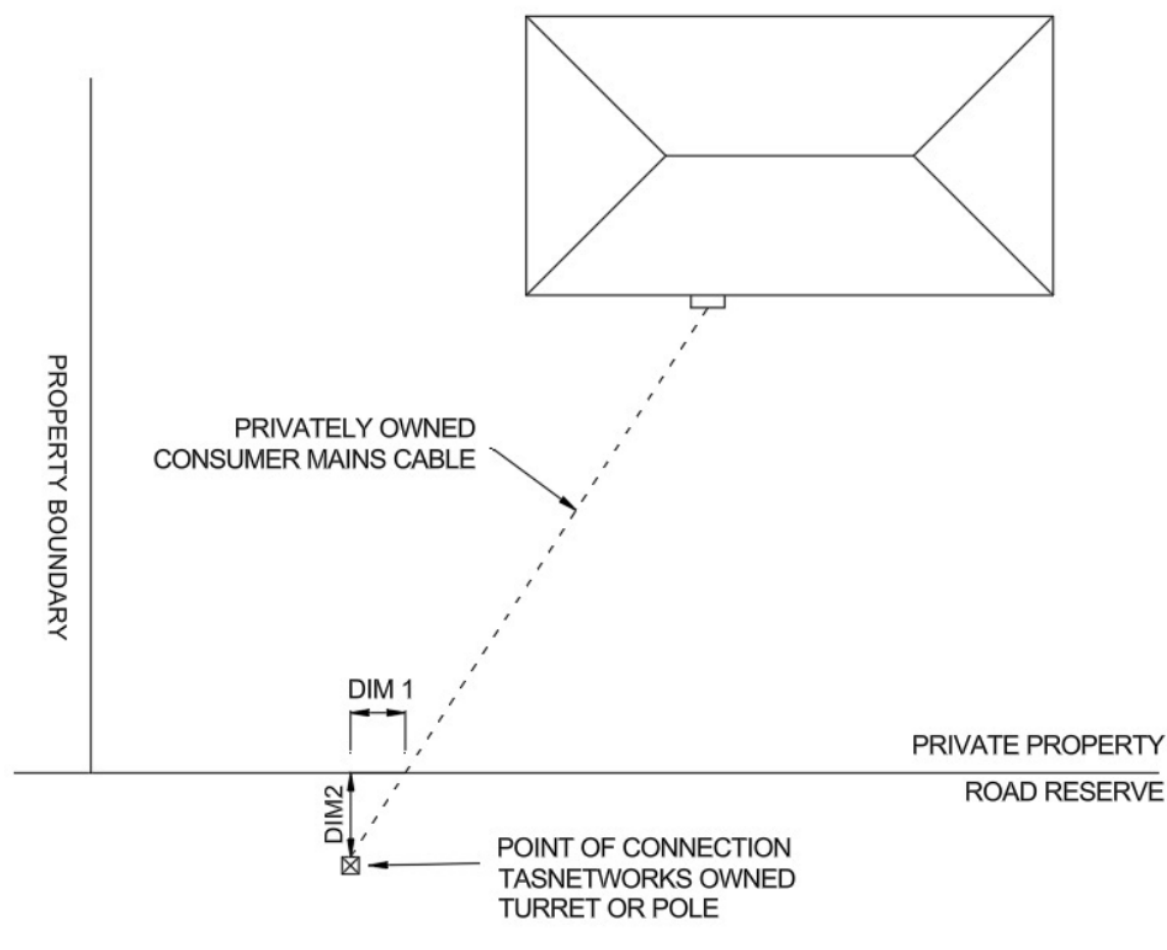 PROPERTY BOUNDARY
PRIVATELY OWNED
CONSUMER MAINS CABLE
DIM 1
PRIVATE PROPERTY
ROAD RESERVE
DIM2
POINT OF CONNECTION
TASNETWORKS OWNED
TURRET OR POLE